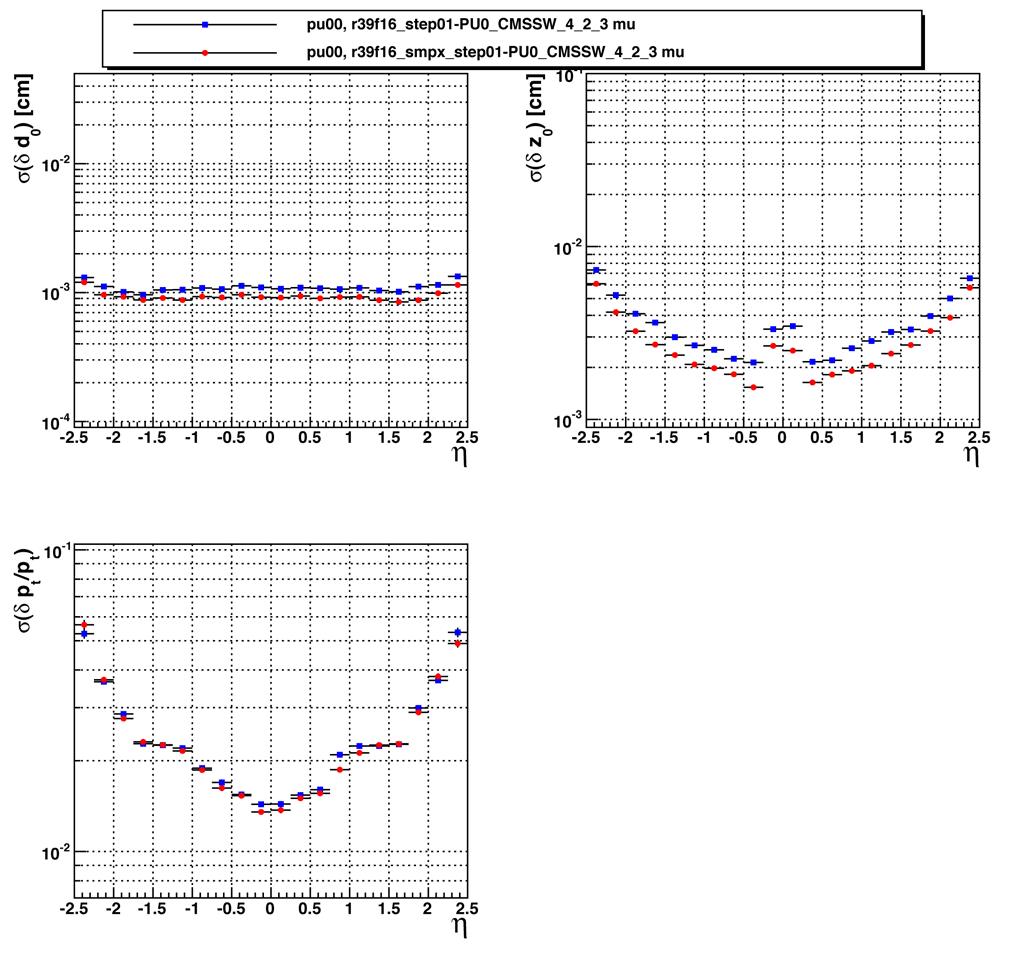 pu00, r39f16_step01-PU0_CMSSW_4_2_3 mu
pu00, r39f16_smpx_step01-PU0_CMSSW_4_2_3 mu
σ(δ d0) [cm]
10-2
10-3
10-4
-2.5 -2 -1.5 -1 -0.5 0 0.5 1 1.5 2 2.5
η
σ(δ z0) [cm]
10-1
10-2
10-3
-2.5 -2 -1.5 -1 -0.5 0 0.5 1 1.5 2 2.5
η
σ(δ pt/pt)
10-1
10-2
-2.5 -2 -1.5 -1 -0.5 0 0.5 1 1.5 2 2.5
η